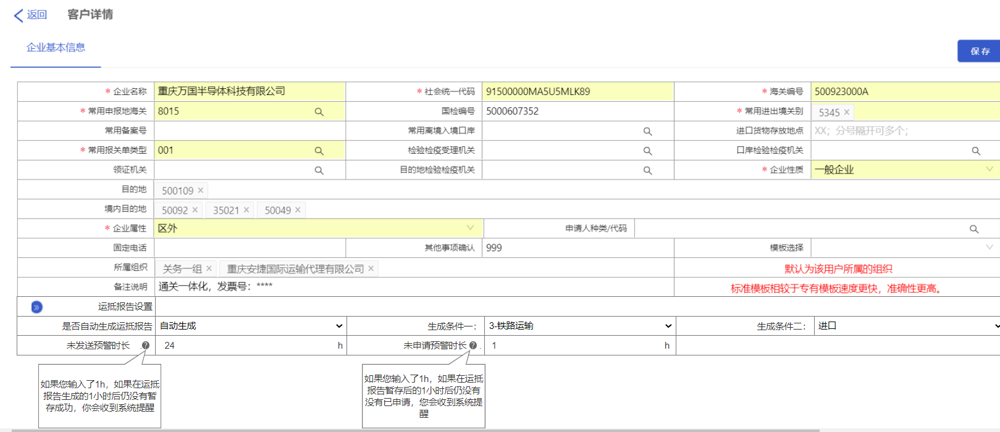 返回 客户详情
企业基本信息
保存
* 企业名称 重庆万国半导体科技有限公司 * 社会统一代码 91500000MA5U5MLK89 * 海关编号 500923000A
* 常用申报地海关 8015 国检编号 5000607352 * 常用进出境关别 5345 ×
常用备案号 常用离境入境口岸 进口货物存放地点 XX；分号隔开可多个；
* 常用报关单类型 001 检验检疫受理机关 口岸检验检疫机关
领证机关 目的地检验检疫机关 * 企业性质 一般企业
目的地 500109 ×
境内目的地 50092 × 35021 × 50049 ×
* 企业属性 区外 申请人种类/代码
固定电话 其他事项确认 999 模板选择
所属组织 关务一组 × 重庆安捷国际运输代理有限公司 × 默认为该用户所属的组织
备注说明 通关一体化，发票号：**** 标准模板相较于专有模板速度更快，准确性更高。
» 运抵报告设置
是否自动生成运抵报告 自动生成 生成条件一： 3-铁路运输 生成条件二： 进口
未发送预警时长 ? 24 h 未申请预警时长 ? 1 h
如果您输入了1h，如果在运抵
报告生成的1小时后仍没有暂
存成功，你会收到系统提醒
如果您输入了1h，如果在运抵
报告暂存后的1小时后仍没有
没有已申请，您会收到系统提
醒